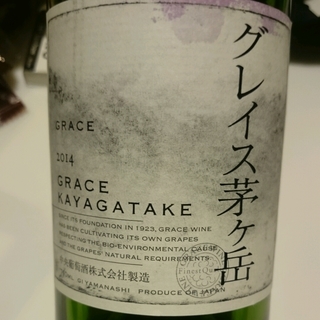 グレイス茅ヶ岳
GRACE
2014
GRACE
KAYAGATAKE
SINCE ITS FOUNDATION IN 1923, GRACE WINE
HAS BEEN CULTIVATING ITS OWN GRAPES
RESPECTING THE BIO-ENVIRONMENTAL CAUSE
AND THE GRAPES' NATURAL REQUIREMENTS
中央葡萄酒株式会社製造
YAMANASHI PRODUCE OF JAPAN